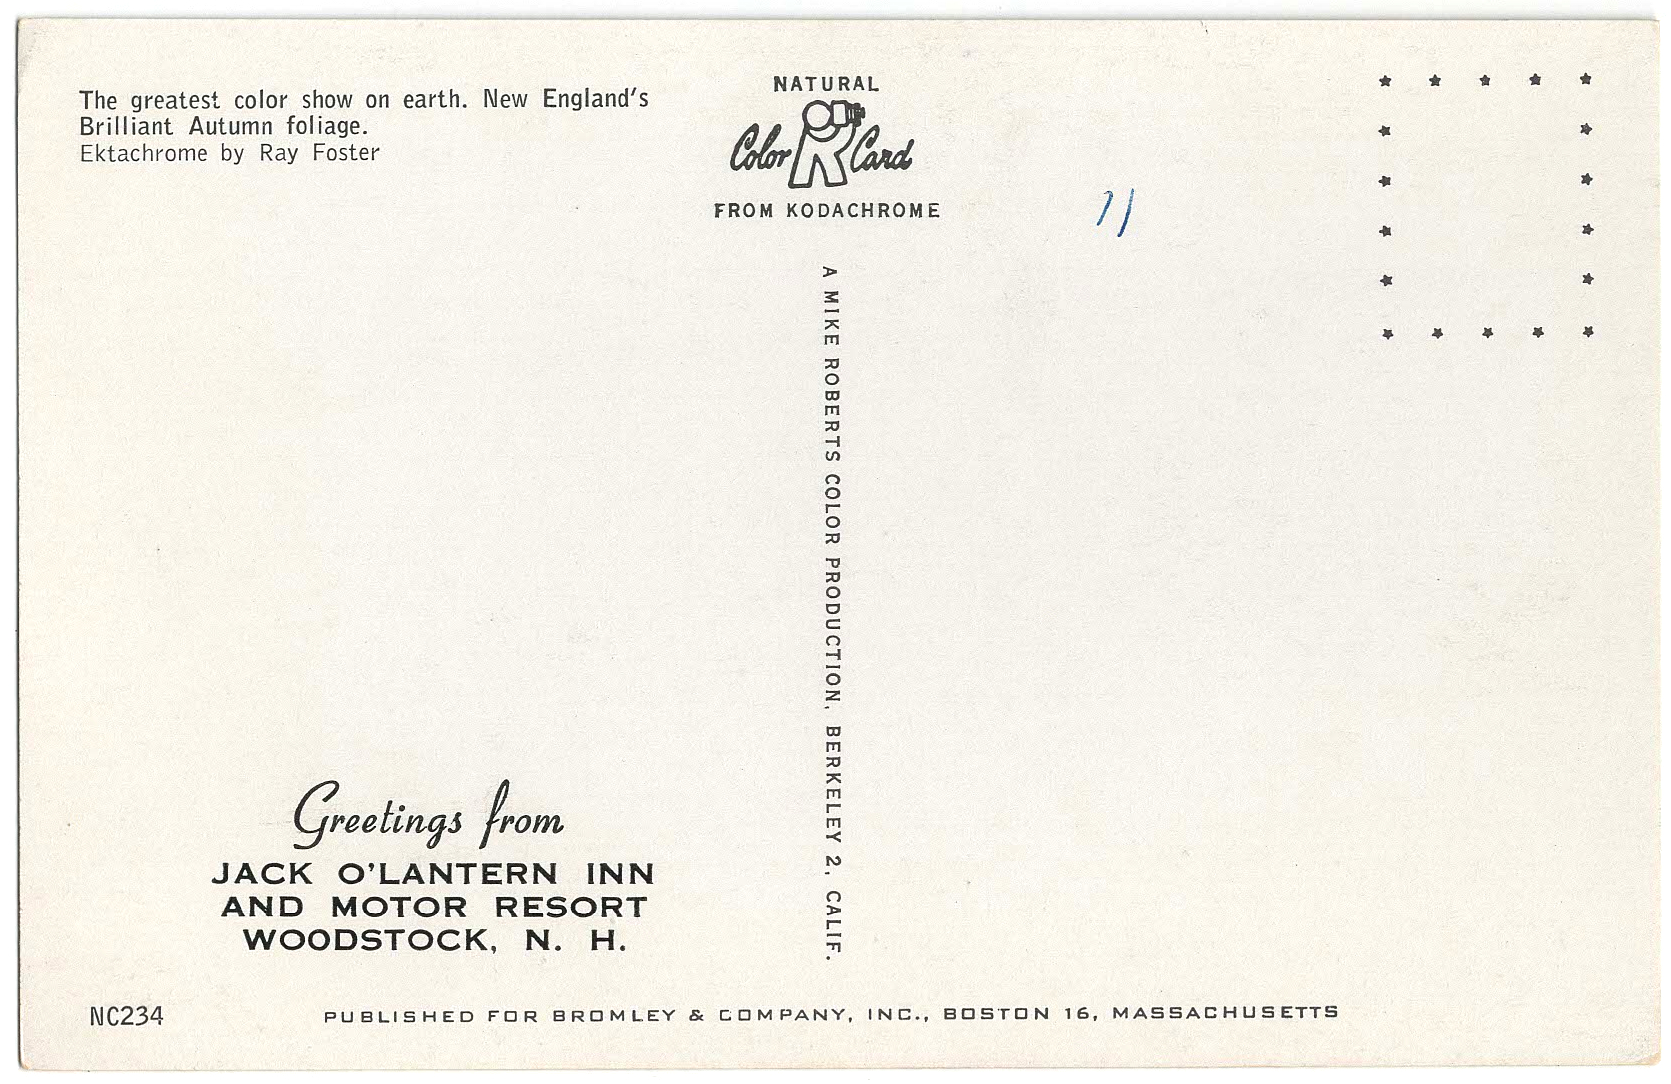 The greatest color show on earth. New England's
Brilliant Autumn foliage.
Ektachrome by Ray Foster
NATURAL
Color Card
FROM KODACHROME
11
A MIKE ROBERTS COLOR PRODUCTION, BERKELEY 2, CALIF.
Greetings from
JACK O'LANTERN INN
AND MOTOR RESORT
WOODSTOCK, N. H.
NC234
PUBLISHED FOR BROMLEY & COMPANY, INC., BOSTON 16, MASSACHUSETTS